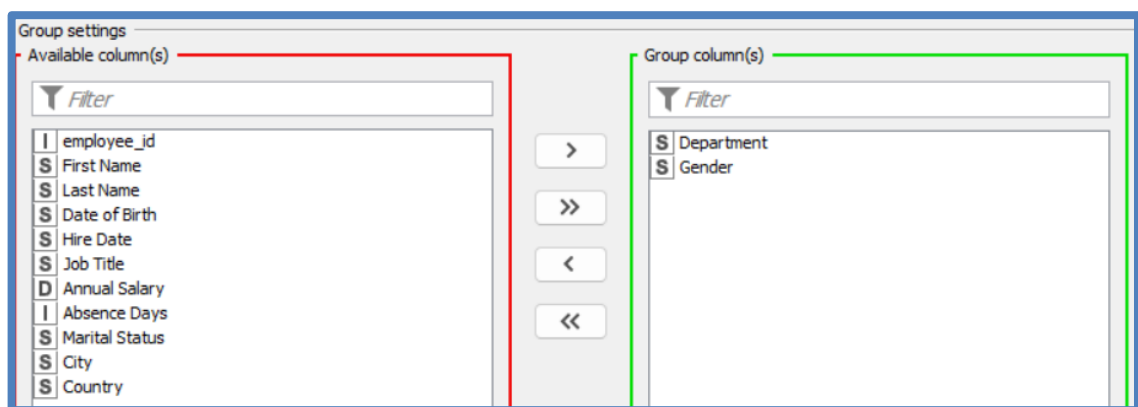 Group settings
Available column(s)
Filter
I employee_id
S First Name
S Last Name
S Date of Birth
S Hire Date
S Job Title
D Annual Salary
I Absence Days
S Marital Status
S City
S Country
>
>>
<
<<
Group column(s)
Filter
S Department
S Gender